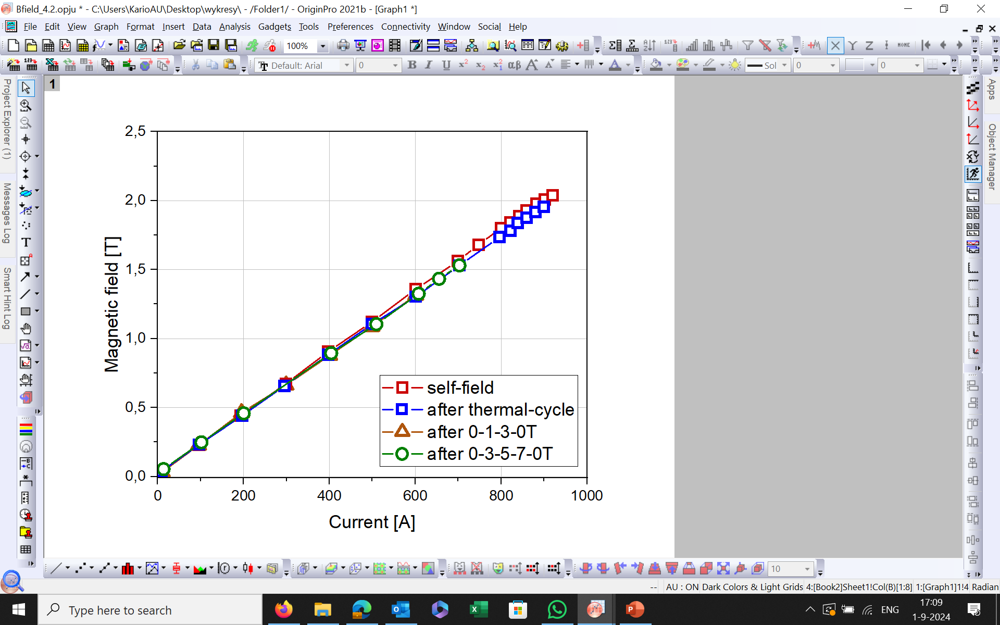 Bfield_4.2.opju * - C:\Users\KarioAU\Desktop\wykresy\ - /Folder1/ - OriginPro 2021b - [Graph1 *]
File Edit View Graph Format Insert Data Analysis Gadgets Tools Preferences Connectivity Window Social Help
100%
Default: Arial 0 B I U Sol 0 0
Project Explorer (1)
Messages Log
Smart Hint Log
Apps
Object Manager
1
2,5
2,0
1,5
1,0
0,5
0,0
Magnetic field [T]
self-field
after thermal-cycle
after 0-1-3-0T
after 0-3-5-7-0T
0 200 400 600 800 1000
Current [A]
10
-- AU : ON Dark Colors & Light Grids 4:[Book2]Sheet1!Col(B)[1:8] 1:[Graph1]1!4 Radian
Type here to search
ENG
17:09
1-9-2024